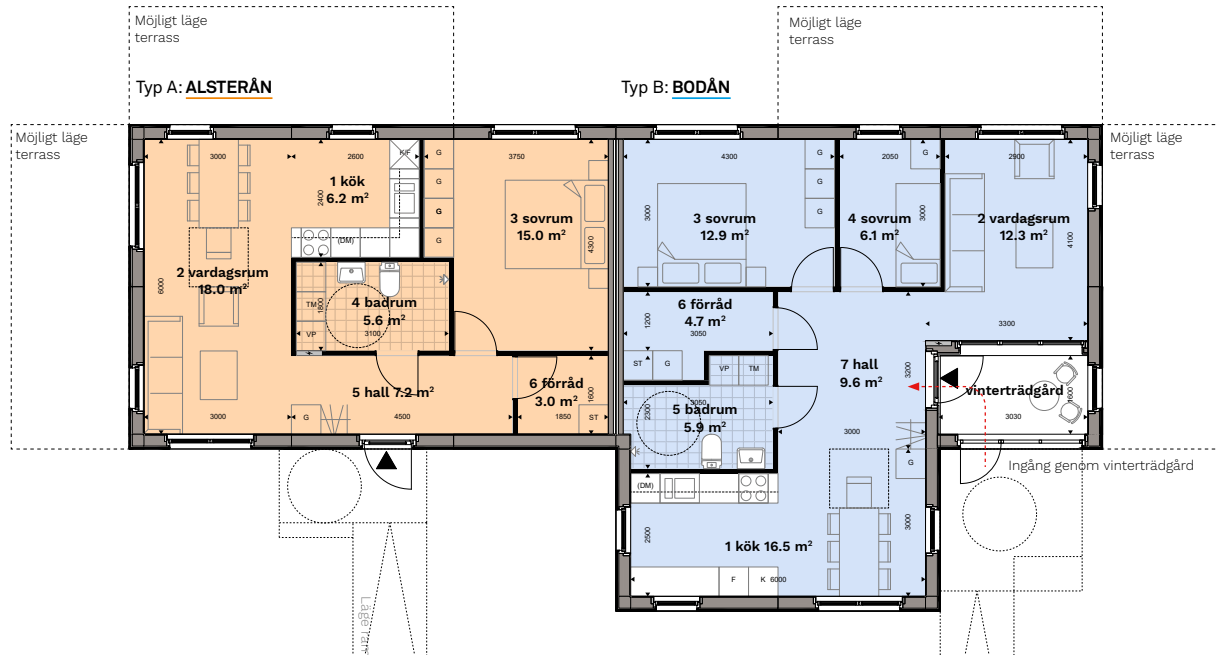 Möjligt läge
terrass
Möjligt läge
terrass
Typ A: ALSTERÅN
Typ B: BODÅN
Möjligt läge
terrass
Möjligt läge
terrass
3000
2600
K/F
G
3750
4300
G
2050
G
2900
1 kök
6.2 m²
2400
G
G
G
(DM)
3 sovrum
15.0 m²
4300
3000
3 sovrum
12.9 m²
G
G
4 sovrum
6.1 m²
3000
2 vardagsrum
12.3 m²
4100
2 vardagsrum
18.0 m²
6000
1800
TM
VP
4 badrum
5.6 m²
3100
6 förråd
4.7 m²
1200
3050
ST
G
3300
7 hall
9.6 m²
3200
vinterträdgård
1600
3030
5 hall 7.2 m²
6 förråd
3.0 m²
1600
3000
G
4500
1850
ST
VP
TM
3050
2300
5 badrum
5.9 m²
3000
G
Ingång genom vinterträdgård
(DM)
2500
3000
1 kök 16.5 m²
F
K
6000